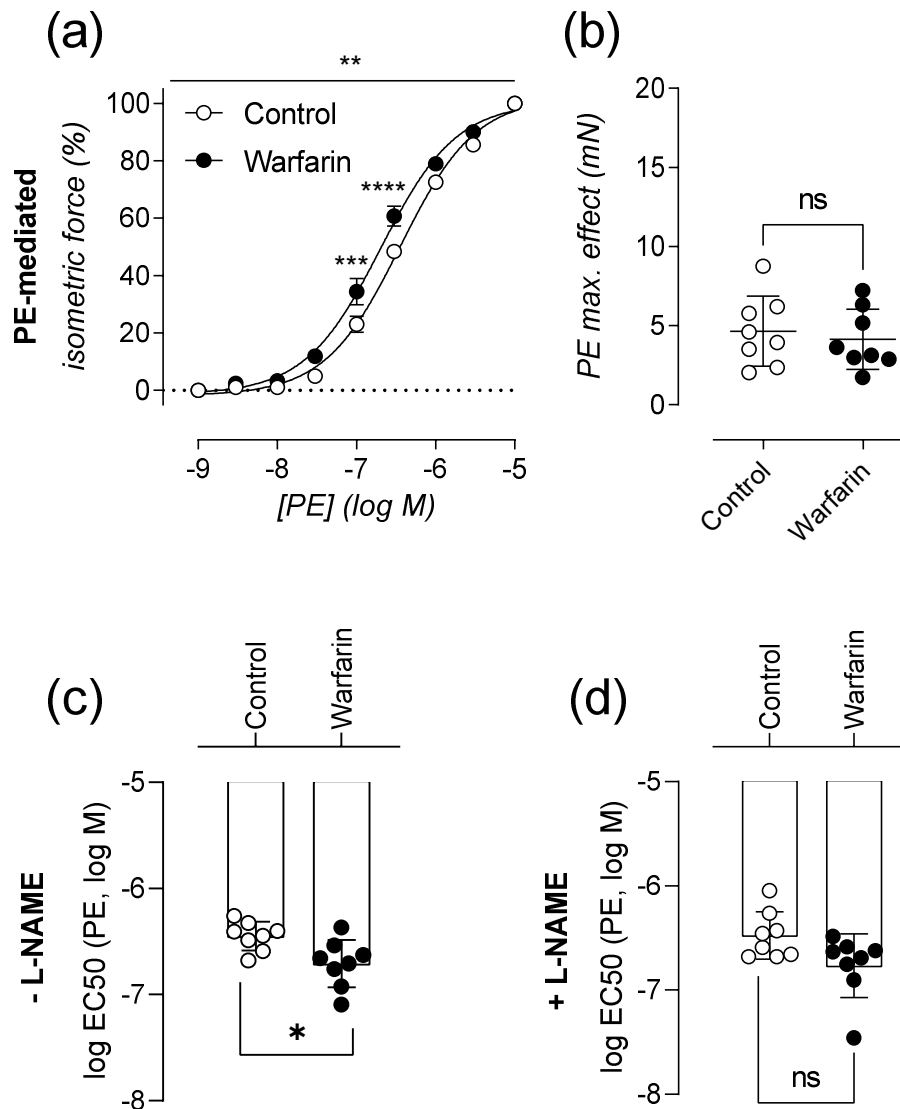 (a)
**
PE-mediated
isometric force (%)
100
80
60
40
20
0
Control
Warfarin
****
***
-9 -8 -7 -6 -5
[PE] (log M)
(b)
PE max. effect (mN)
20
15
10
5
0
ns
Control
Warfarin
(c)
Control
Warfarin
- L-NAME
log EC50 (PE, log M)
-5
-6
-7
-8
*
(d)
Control
Warfarin
+ L-NAME
log EC50 (PE, log M)
-5
-6
-7
-8
ns